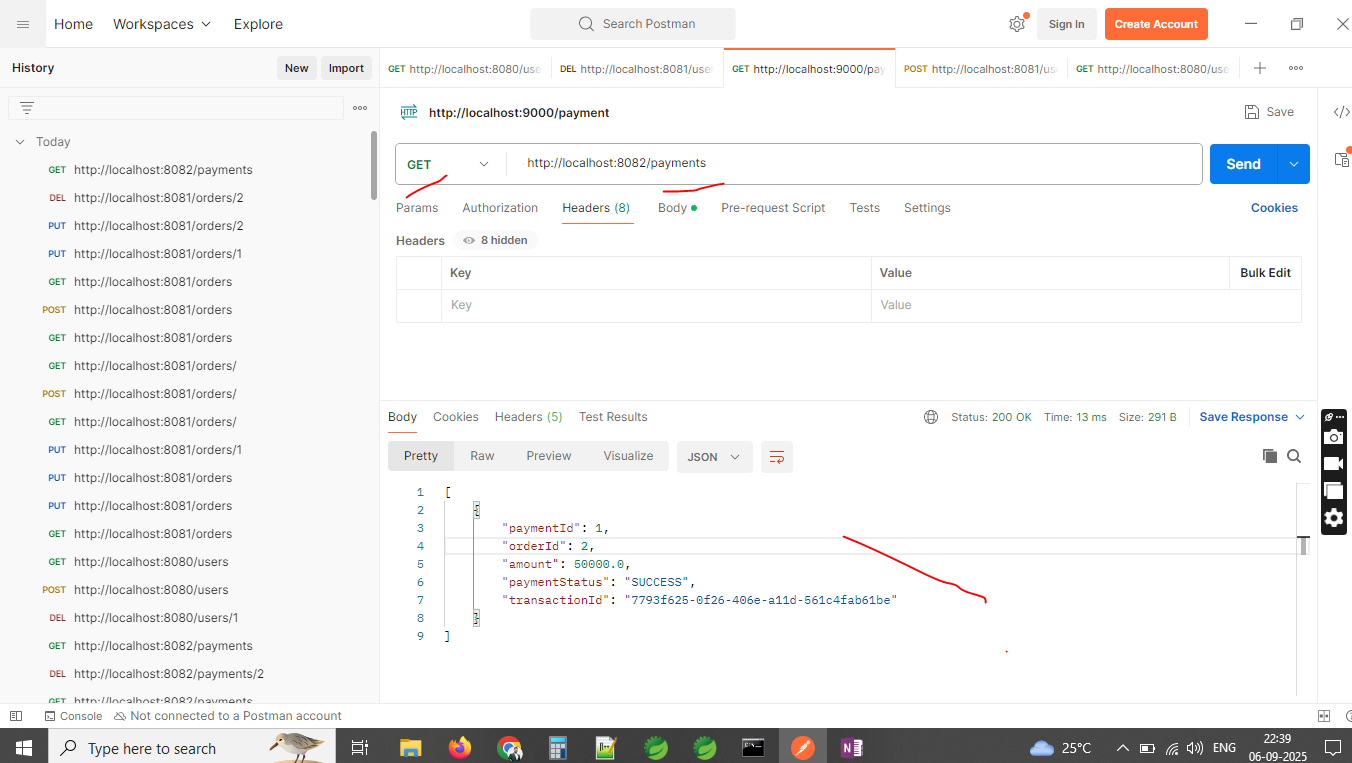 Home Workspaces Explore Search Postman Sign In Create Account
History New Import
GET http://localhost:8080/use DEL http://localhost:8081/use GET http://localhost:9000/pay POST http://localhost:8081/us GET http://localhost:8080/use
HTTP http://localhost:9000/payment Save
Today
GET http://localhost:8082/payments
DEL http://localhost:8081/orders/2
PUT http://localhost:8081/orders/2
PUT http://localhost:8081/orders/1
GET http://localhost:8081/orders
POST http://localhost:8081/orders
GET http://localhost:8081/orders
GET http://localhost:8081/orders/
POST http://localhost:8081/orders/
GET http://localhost:8081/orders/
PUT http://localhost:8081/orders/1
PUT http://localhost:8081/orders
PUT http://localhost:8081/orders
GET http://localhost:8081/orders
GET http://localhost:8080/users
POST http://localhost:8080/users
DEL http://localhost:8080/users/1
GET http://localhost:8082/payments
DEL http://localhost:8082/payments/2
GET http://localhost:8082/payments
GET http://localhost:8082/payments Send
Params Authorization Headers (8) Body Pre-request Script Tests Settings Cookies
Headers 8 hidden
Key Value Bulk Edit
Key Value
Body Cookies Headers (5) Test Results Status: 200 OK Time: 13 ms Size: 291 B Save Response
Pretty Raw Preview Visualize JSON
1 [
2 {
3 "paymentId": 1,
4 "orderId": 2,
5 "amount": 50000.0,
6 "paymentStatus": "SUCCESS",
7 "transactionId": "7793f625-0f26-406e-a11d-561c4fab61be"
8 }
9 ]
Console Not connected to a Postman account
Type here to search 25°C ENG 22:39
06-09-2025